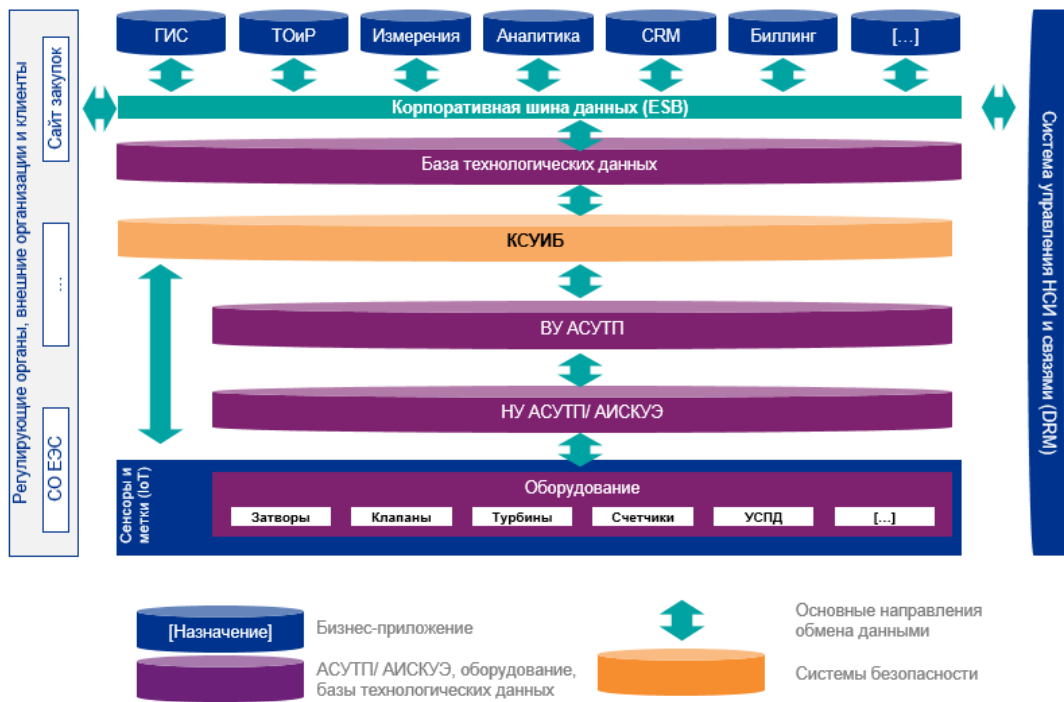 Регулирующие органы, внешние организации и клиенты
Сайт закупок
...
СО ЕЭС
ГИС
ТОиР
Измерения
Аналитика
CRM
Биллинг
[...]
Корпоративная шина данных (ESB)
База технологических данных
КСУИБ
ВУ АСУТП
НУ АСУТП/ АИСКУЭ
Сенсоры и
метки (IoT)
Оборудование
Затворы
Клапаны
Турбины
Счетчики
УСПД
[...]
Система управления НСИ и связями (DRM)
[Назначение]
Бизнес-приложение
АСУТП/ АИСКУЭ, оборудование,
базы технологических данных
Основные направления
обмена данными
Системы безопасности